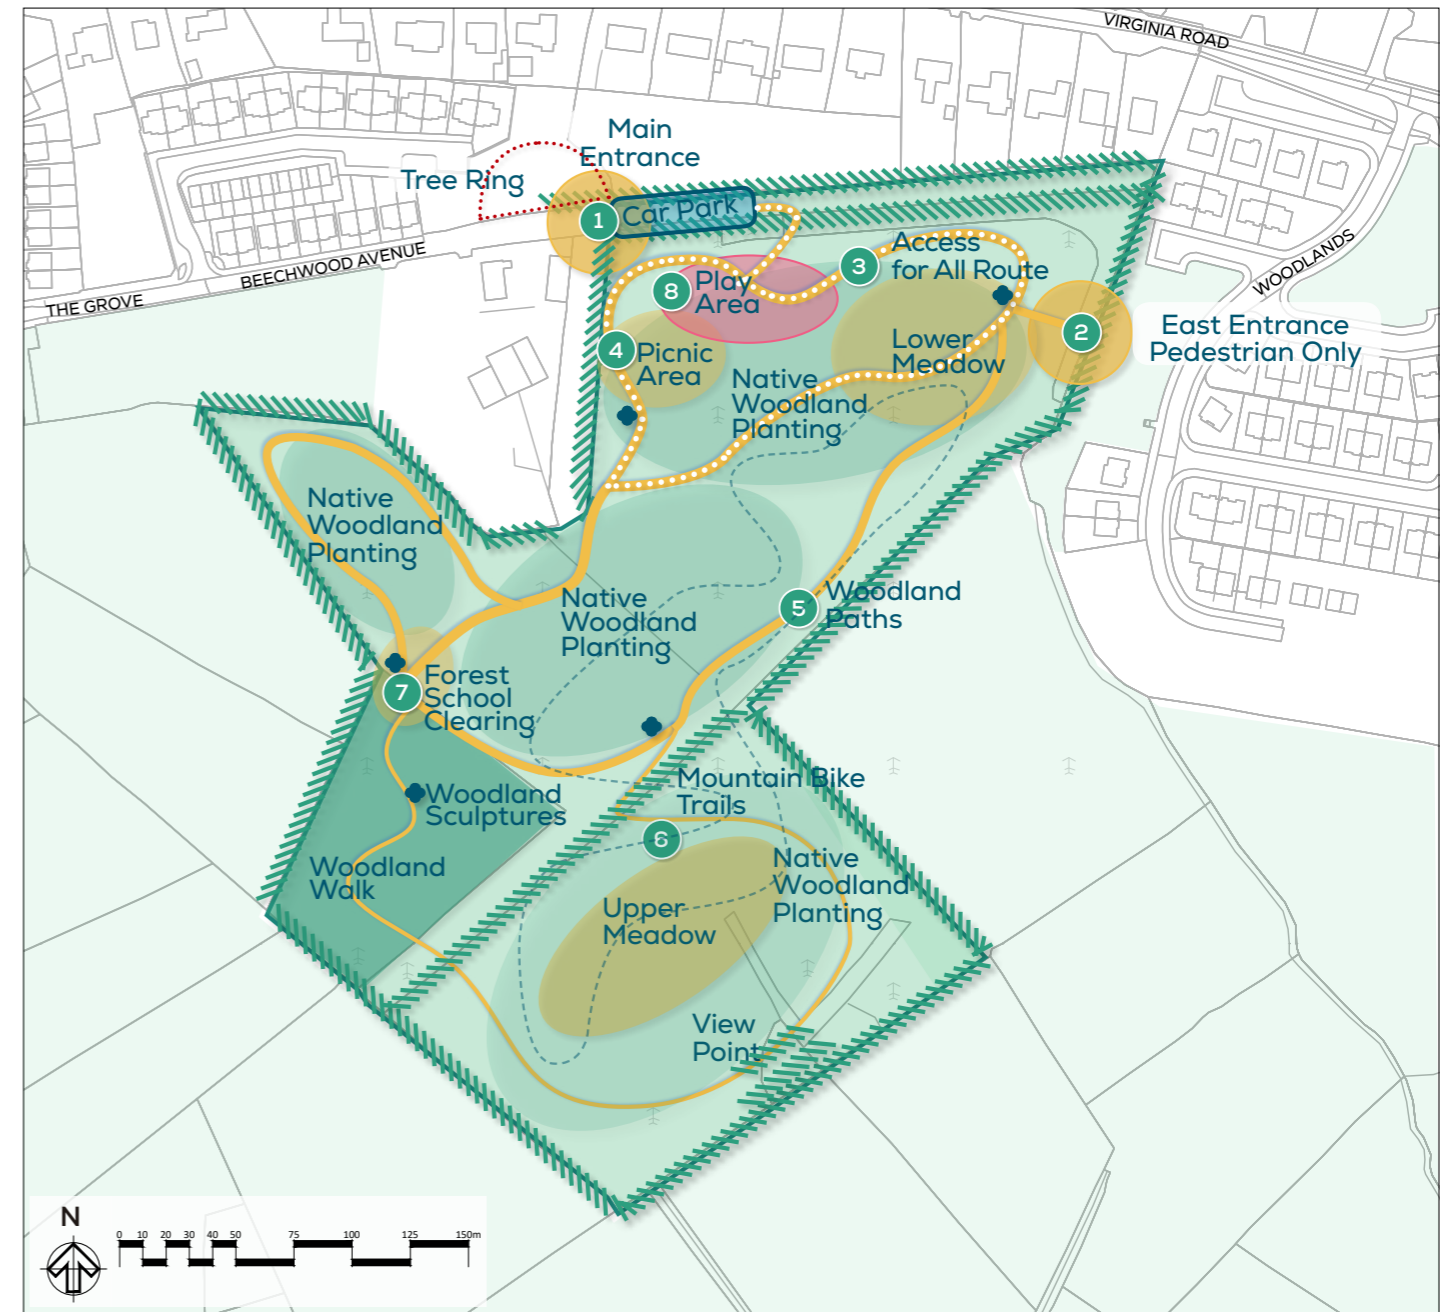 VIRGINIA ROAD
Main
Entrance
Tree Ring
1
Car Park
BEECHWOOD AVENUE
THE GROVE
WOODLANDS
3
Access
for All Route
8
Play
Area
2
East Entrance
Pedestrian Only
4
Picnic
Area
Lower
Meadow
Native
Woodland
Planting
Native
Woodland
Planting
5
Woodland
Paths
Native
Woodland
Planting
7
Forest
School
Clearing
Woodland
Sculptures
Mountain Bike
Trails
6
Woodland
Walk
Native
Woodland
Planting
Upper
Meadow
View
Point
N
0 10 20 30 40 50 75 100 125 150m